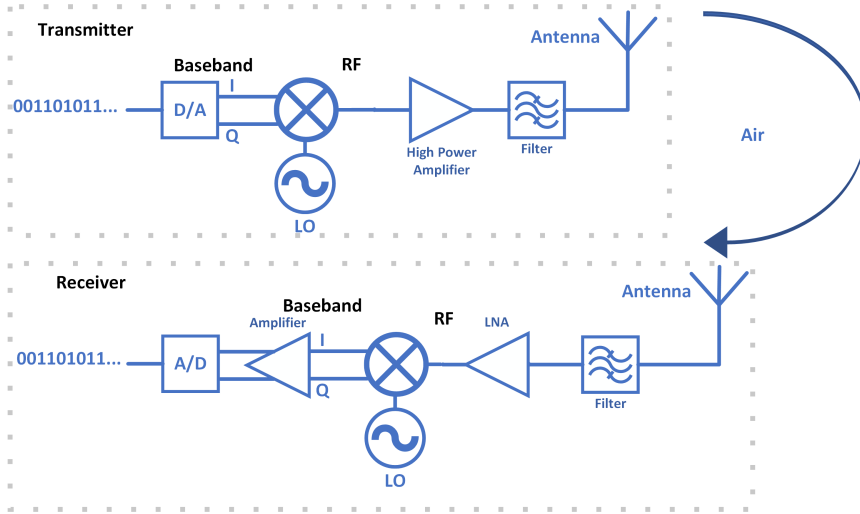 Transmitter
Antenna
Baseband
RF
I
001101011...
D/A
Q
High Power
Amplifier
Filter
LO
Air
Receiver
Antenna
Baseband
Amplifier
RF
LNA
I
001101011...
A/D
Q
Filter
LO